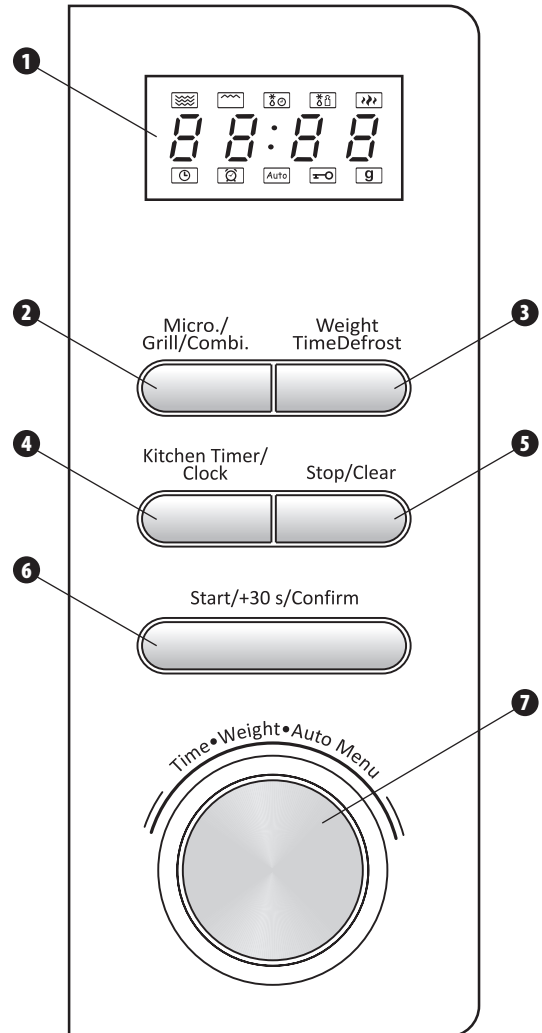 1
88:88
Auto
g
2
3
Micro./
Grill/Combi.
Weight
TimeDefrost
4
5
Kitchen Timer/
Clock
Stop/Clear
6
Start/+30 s/Confirm
7
Time•Weight•Auto Menu